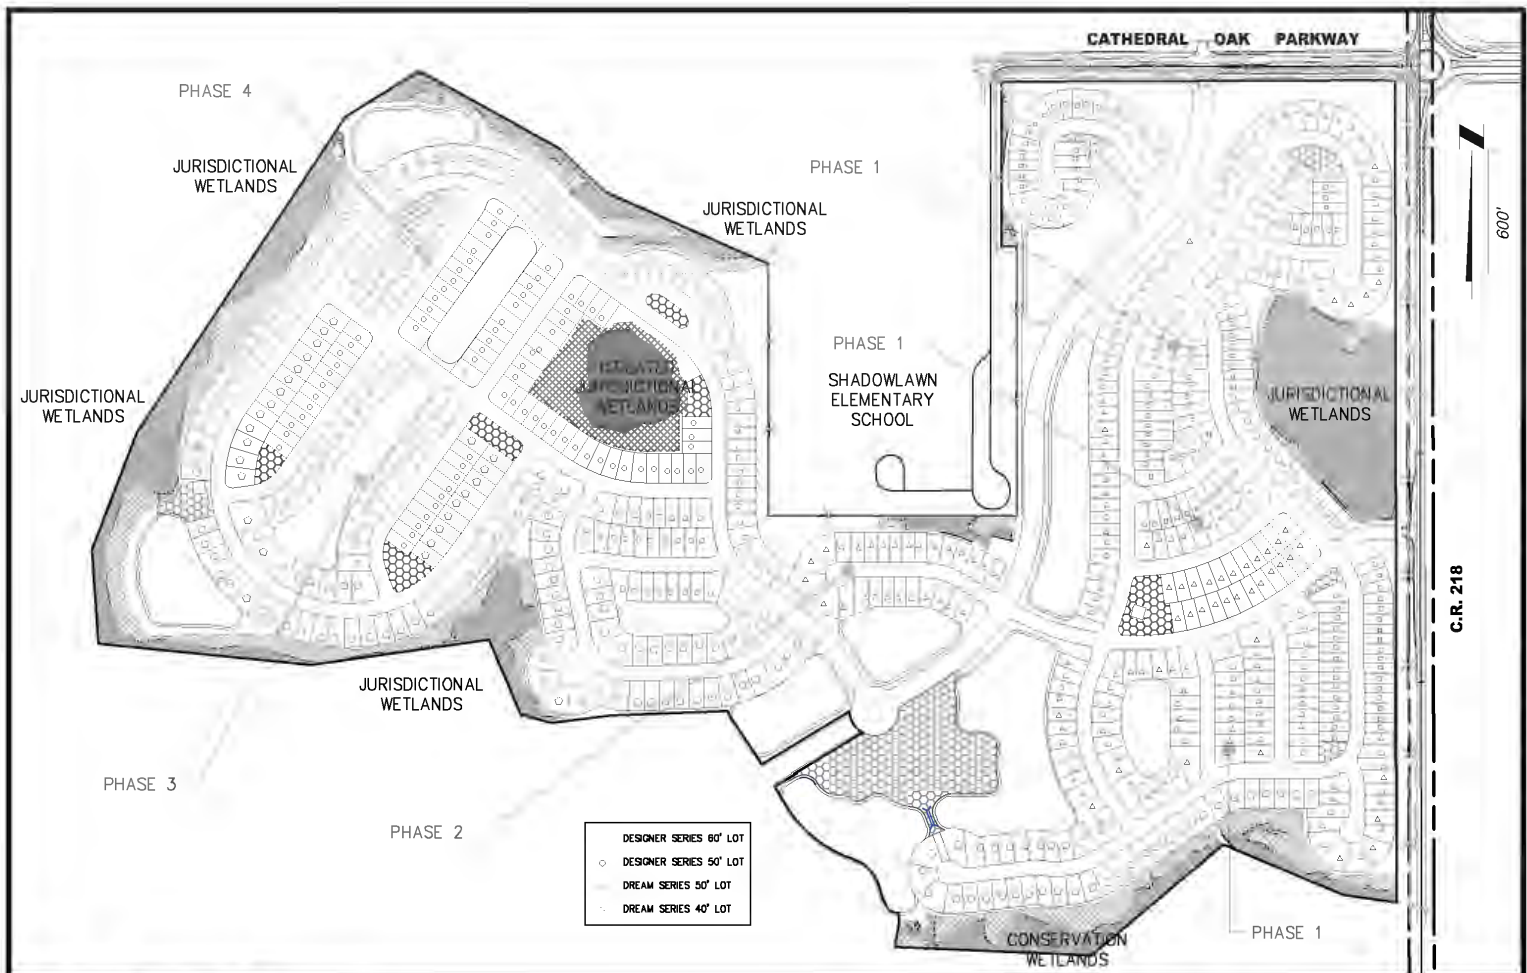 CATHEDRAL OAK PARKWAY
PHASE 4
JURISDICTIONAL
WETLANDS
PHASE 1
JURISDICTIONAL
WETLANDS
600'
PHASE 1
SHADOWLAWN
ELEMENTARY
SCHOOL
JURISDICTIONAL
WETLANDS
JURISDICTIONAL
WETLANDS
JURISDICTIONAL
WETLANDS
C.R. 218
JURISDICTIONAL
WETLANDS
PHASE 3
PHASE 2
DESIGNER SERIES 60' LOT
DESIGNER SERIES 50' LOT
DREAM SERIES 50' LOT
DREAM SERIES 40' LOT
PHASE 1
CONSERVATION
WETLANDS